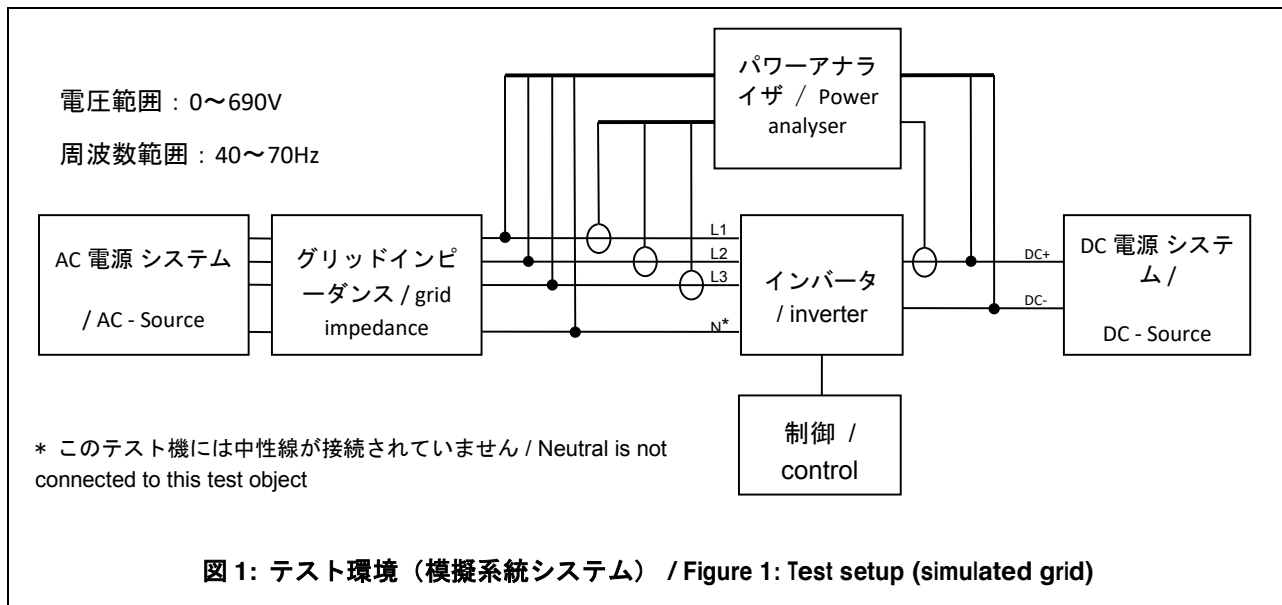 電圧範囲：0～690V
周波数範囲：40～70Hz
パワーアナラ
イザ / Power
analyser
AC 電源 システム
/ AC - Source
グリッドインピ
ーダンス / grid
impedance
L1
L2
L3
N*
インバータ
/ inverter
DC+
DC-
DC 電源 システ
ム /
DC - Source
制御 /
control
* このテスト機には中性線が接続されていません / Neutral is not
connected to this test object
図 1: テスト環境（模擬系統システム） / Figure 1: Test setup (simulated grid)